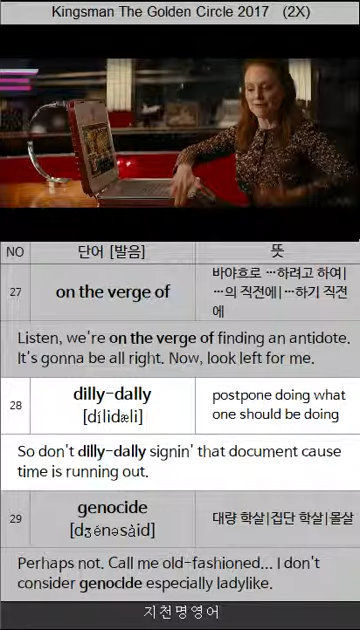 Kingsman The Golden Circle 2017 (2X)
NO 단어 [발음] 뜻
27 on the verge of 바야흐로 …하려고 하여|
…의 직전에|…하기 직전
에
Listen, we're on the verge of finding an antidote.
It's gonna be all right. Now, look left for me.
28 dilly-dally
[dílidæli]
postpone doing what
one should be doing
So don't dilly-dally signin' that document cause
time is running out.
29 genocide
[dʒénəsàid]
대량 학살|집단 학살|몰살
Perhaps not. Call me old-fashioned... I don't
consider genocide especially ladylike.
지천명영어